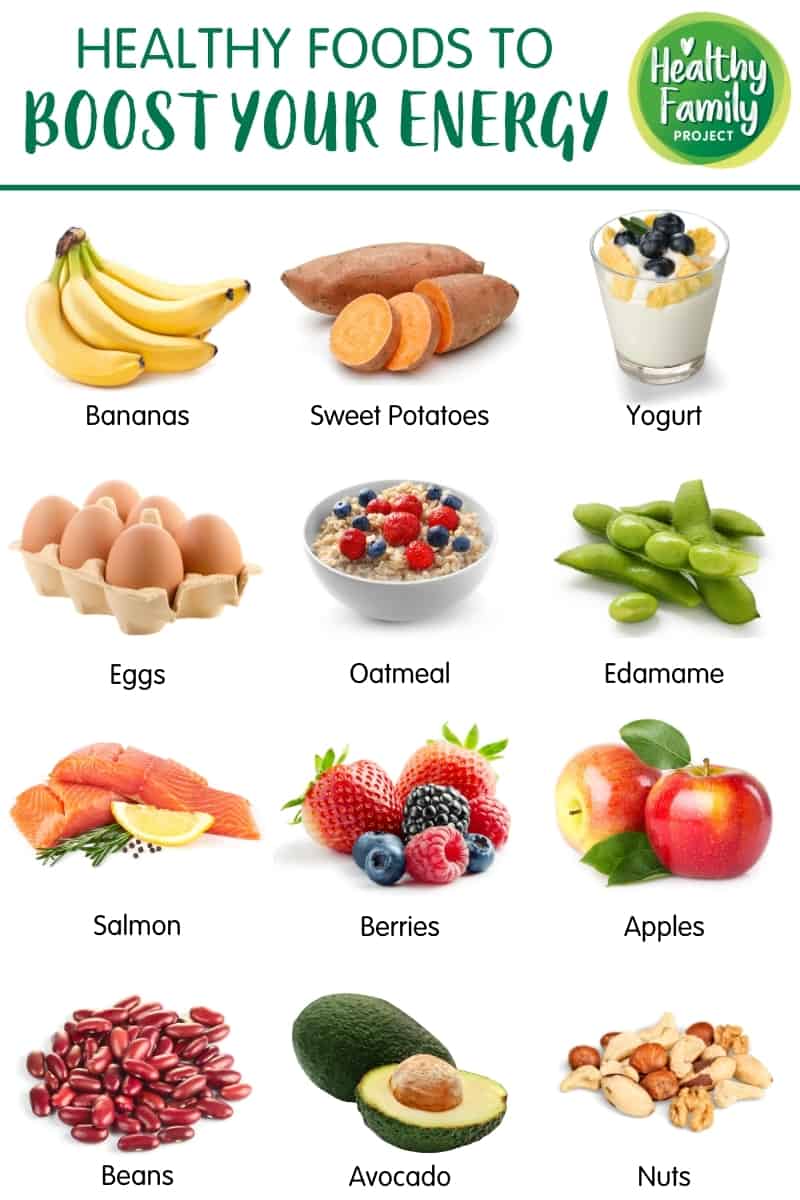 HEALTHY FOODS TO
BOOST YOUR ENERGY
Healthy
Family
PROJECT
Bananas
Sweet Potatoes
Yogurt
Eggs
Oatmeal
Edamame
Salmon
Berries
Apples
Beans
Avocado
Nuts